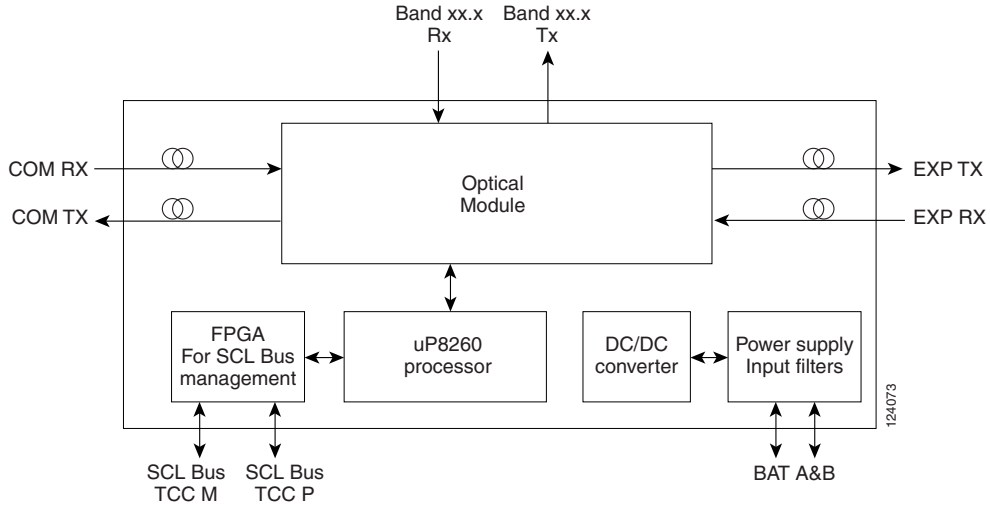 Band xx.x
Rx
Band xx.x
Tx
COM RX
COM TX
Optical
Module
EXP TX
EXP RX
FPGA
For SCL Bus
management
uP8260
processor
DC/DC
converter
Power supply
Input filters
124073
SCL Bus
TCC M
SCL Bus
TCC P
BAT A&B